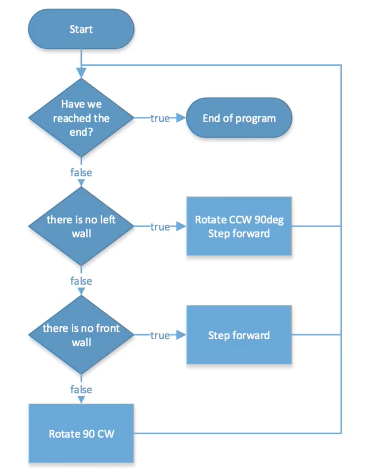 Start
Have we
reached the
end?
true
End of program
false
there is no left
wall
true
Rotate CCW 90deg
Step forward
false
there is no front
wall
true
Step forward
false
Rotate 90 CW